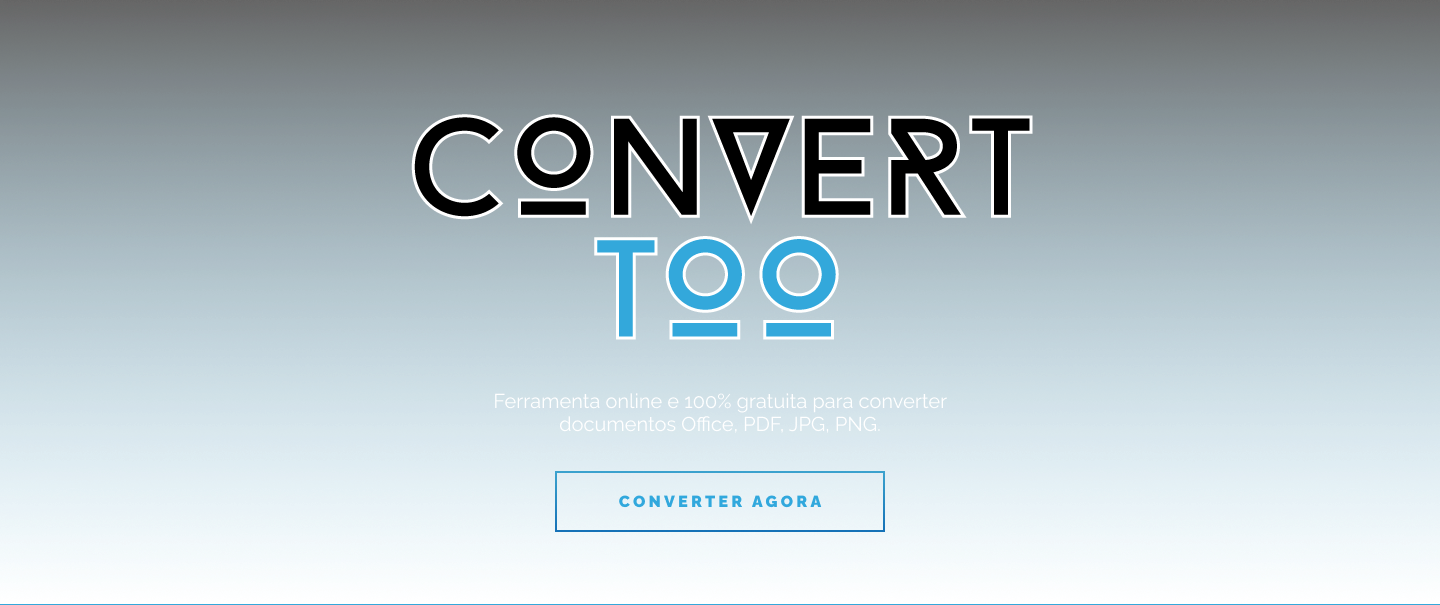 CONVERT
TOO
Ferramenta online e 100% gratuita para converter
documentos Office, PDF, JPG, PNG.
CONVERTER AGORA